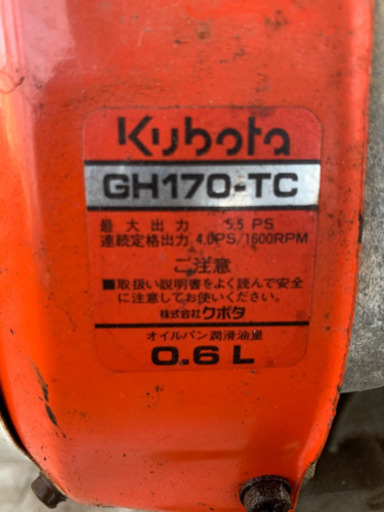 Kubota
GH170-TC
最大出力 5.5 PS
連続定格出力 4.0PS/1600RPM
ご注意
■取扱い説明書をよく読んで安全
に注意してお使いください。
株式会社クボタ
オイルパン潤滑油量
0.6 L